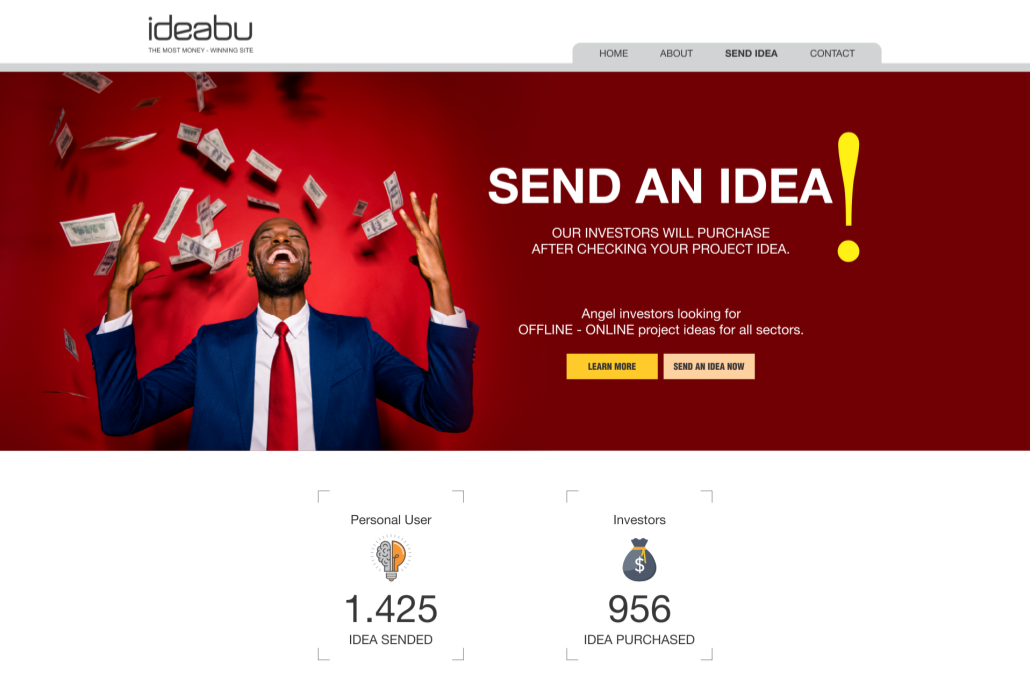 ideabu
THE MOST MONEY - WINNING SITE
HOME ABOUT SEND IDEA CONTACT
SEND AN IDEA!
OUR INVESTORS WILL PURCHASE
AFTER CHECKING YOUR PROJECT IDEA.
Angel investors looking for
OFFLINE - ONLINE project ideas for all sectors.
LEARN MORE SEND AN IDEA NOW
Personal User
1.425
IDEA SENDED
Investors
$
956
IDEA PURCHASED